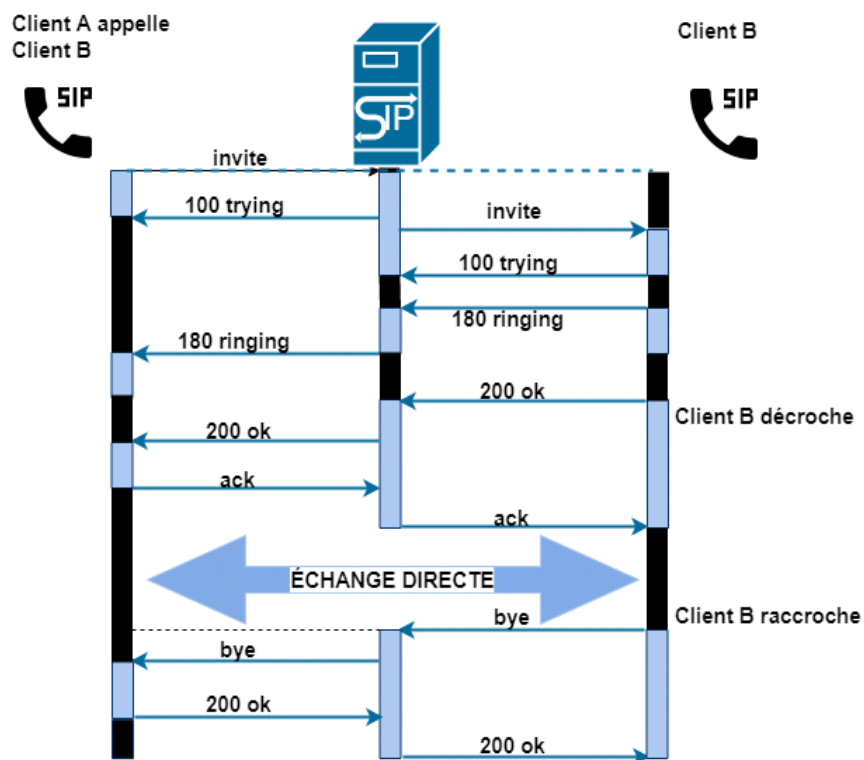 Client A appelle
Client B
Client B
SIP
SIP
SIP
invite
100 trying
invite
100 trying
180 ringing
180 ringing
200 ok
Client B décroche
200 ok
ack
ack
ÉCHANGE DIRECTE
Client B raccroche
bye
bye
200 ok
200 ok